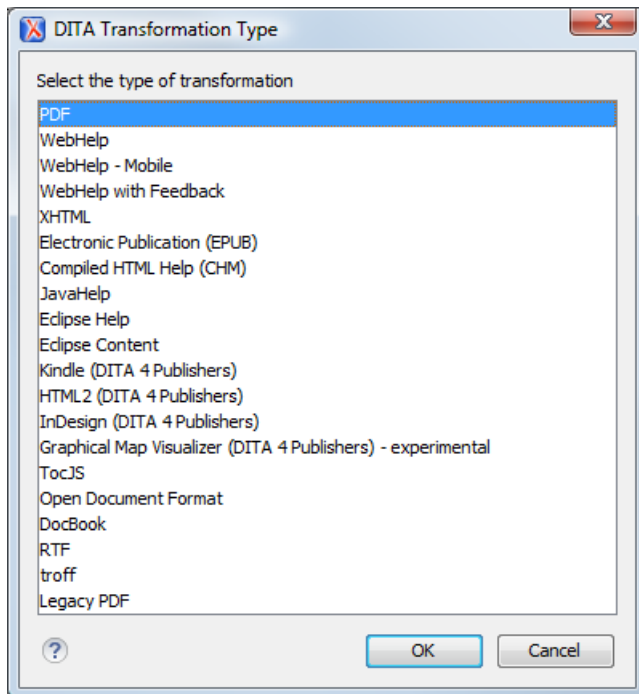 DITA Transformation Type
Select the type of transformation
PDF
WebHelp
WebHelp - Mobile
WebHelp with Feedback
XHTML
Electronic Publication (EPUB)
Compiled HTML Help (CHM)
JavaHelp
Eclipse Help
Eclipse Content
Kindle (DITA 4 Publishers)
HTML2 (DITA 4 Publishers)
InDesign (DITA 4 Publishers)
Graphical Map Visualizer (DITA 4 Publishers) - experimental
TocJS
Open Document Format
DocBook
RTF
troff
Legacy PDF
? OK Cancel